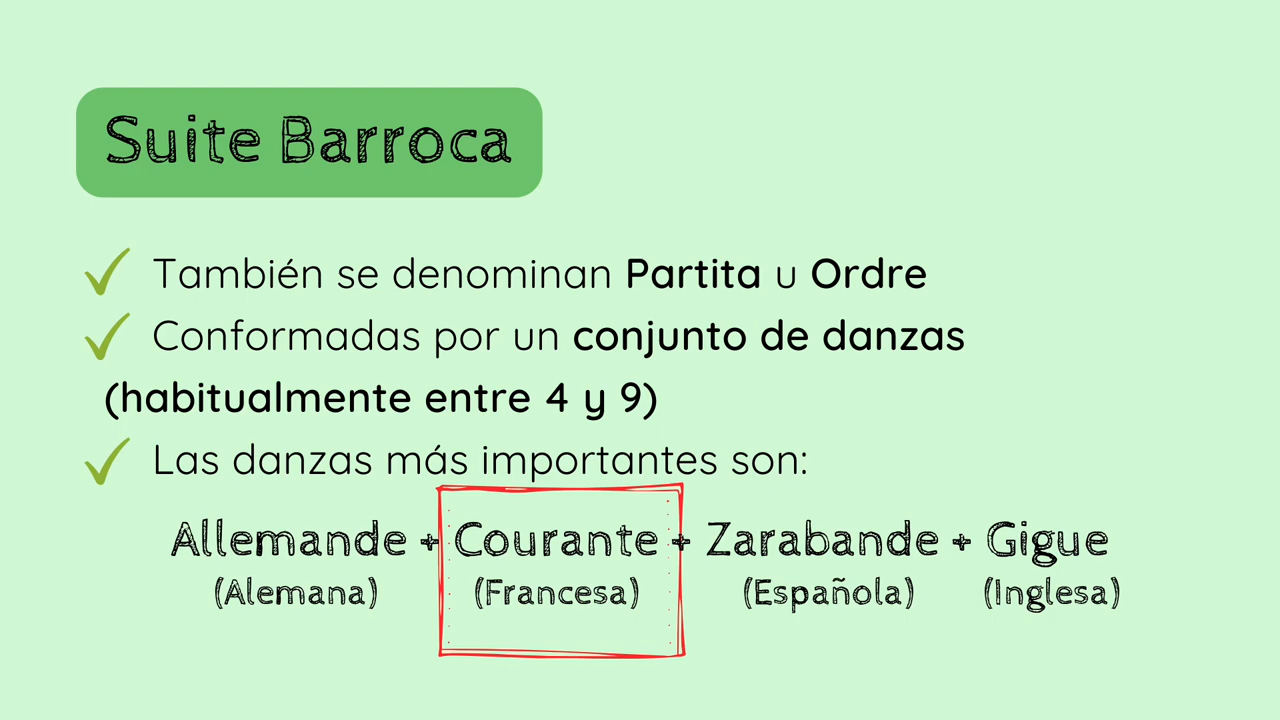 Suite Barroca
También se denominan Partita u Ordre
Conformadas por un conjunto de danzas
(habitualmente entre 4 y 9)
Las danzas más importantes son:
Allemande + Courante + Zarabande + Gigue
(Alemana) (Francesa) (Española) (Inglesa)